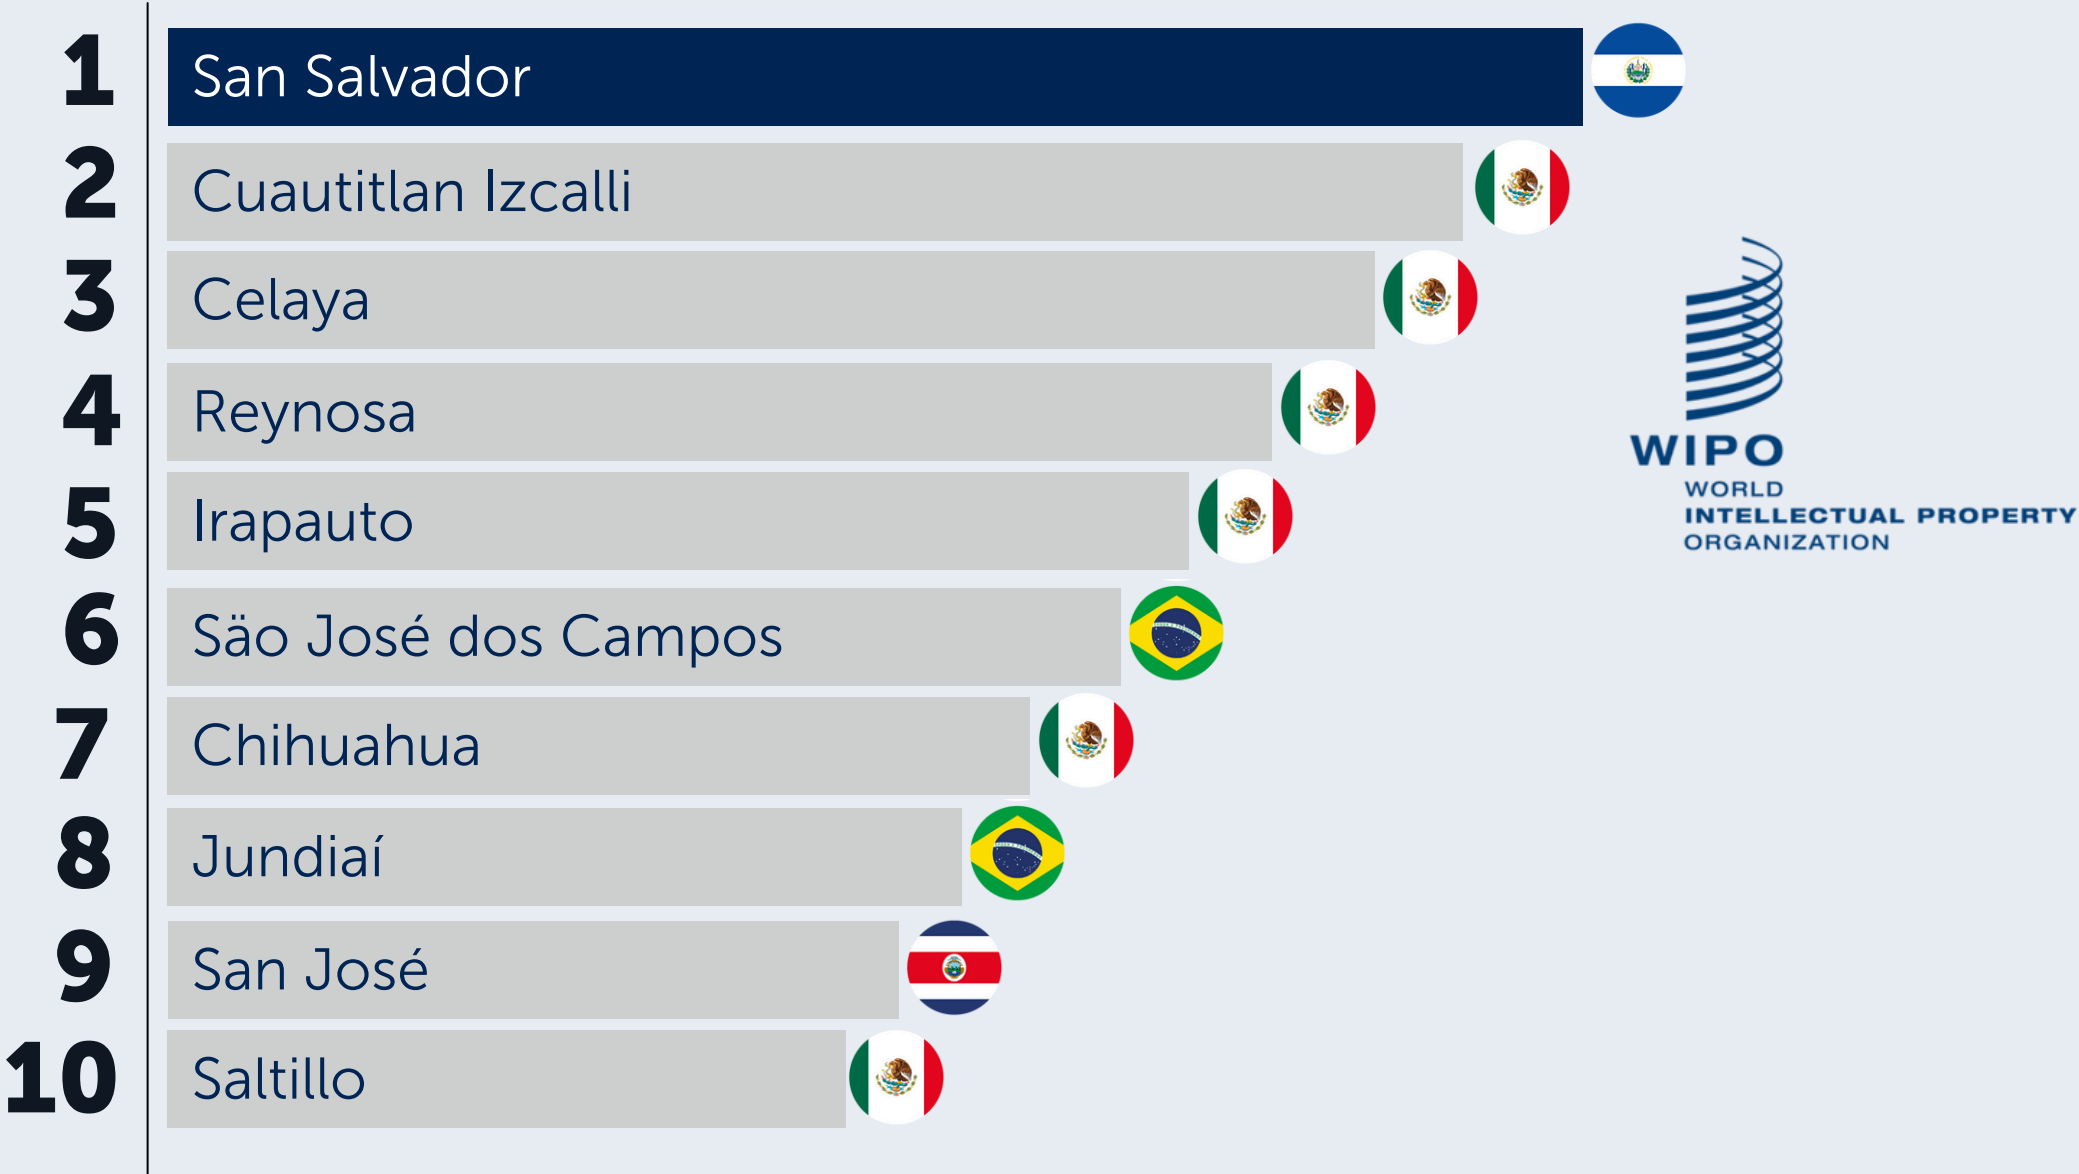 1 San Salvador
2 Cuautitlan Izcalli
3 Celaya
4 Reynosa
5 Irapauto
6 Säo José dos Campos
7 Chihuahua
8 Jundiaí
9 San José
10 Saltillo
WIPO
WORLD
INTELLECTUAL PROPERTY
ORGANIZATION